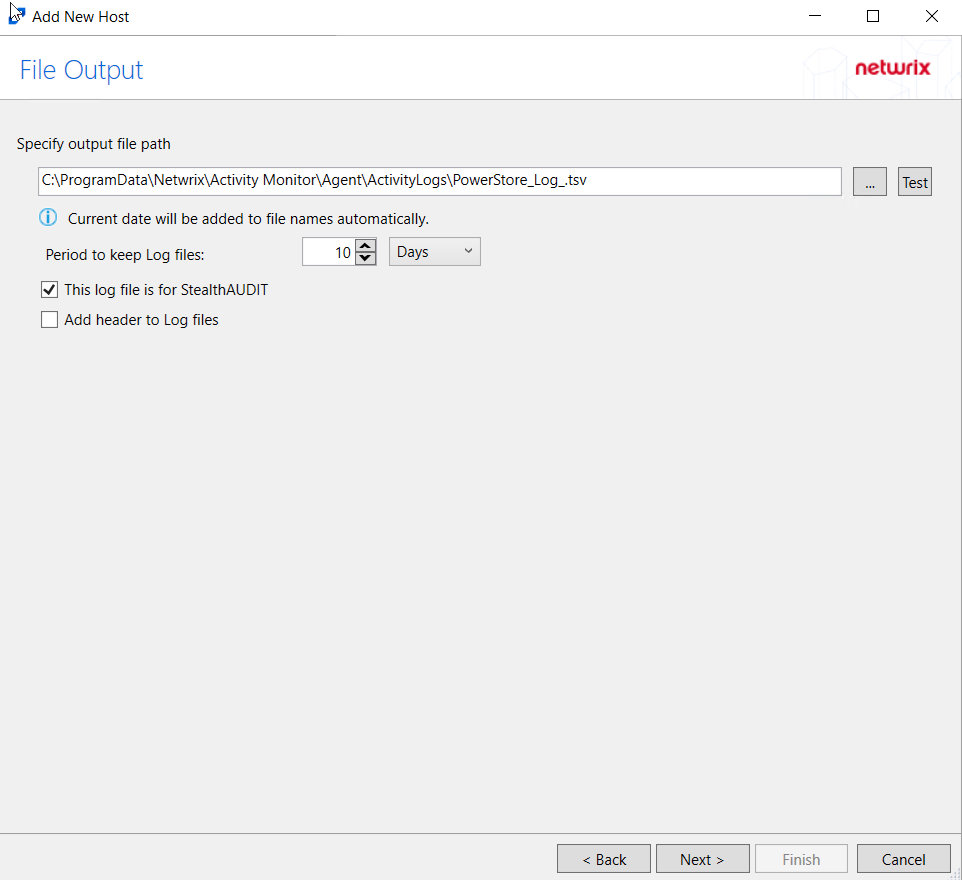 Add New Host
File Output
netwrix
Specify output file path
C:\ProgramData\Netwrix\Activity Monitor\Agent\ActivityLogs\PowerStore_Log_.tsv
... Test
Current date will be added to file names automatically.
Period to keep Log files: 10 Days
This log file is for StealthAUDIT
Add header to Log files
< Back Next > Finish Cancel